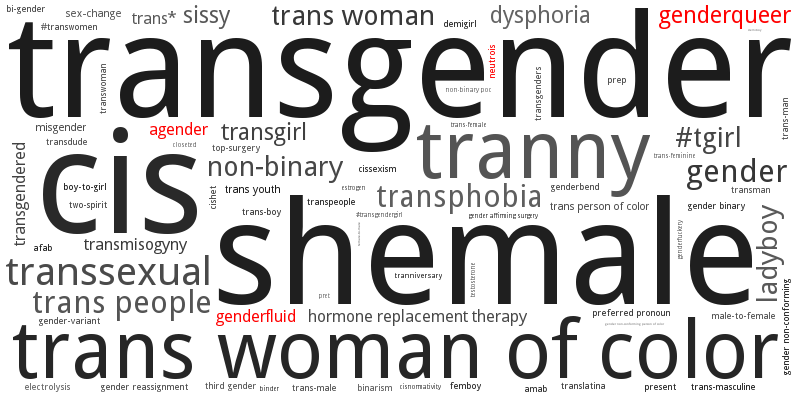 bi-gender
sex-change
trans*
sissy
trans woman
demigirl
dysphoria
genderqueer
#transwomen
transgender
transwoman
neutrois
non-binary poc
transgenders
prep
trans-man
misgender
agender
transgirl
trans-female
tranny
#tgirl
transdude
closeted
top-surgery
trans-feminine
transgendered
cis
non-binary
cissexism
gender
boy-to-girl
cishet
trans youth
estrogen
transphobia
genderbend
transman
two-spirit
transpeople
trans-boy
#transgendergirl
gender affirming surgery
trans person of color
gender binary
afab
transmisogyny
shemale
genderfuckery
ladyboy
transsexual
tranniversary
testosterone
trans people
pret
gender-variant
genderfluid
hormone replacement therapy
preferred pronoun
male-to-female
gender non-conforming
trans woman of color
electrolysis
gender reassignment
third gender
binder
trans-male
binarism
cisnormativity
femboy
amab
translatina
present
trans-masculine